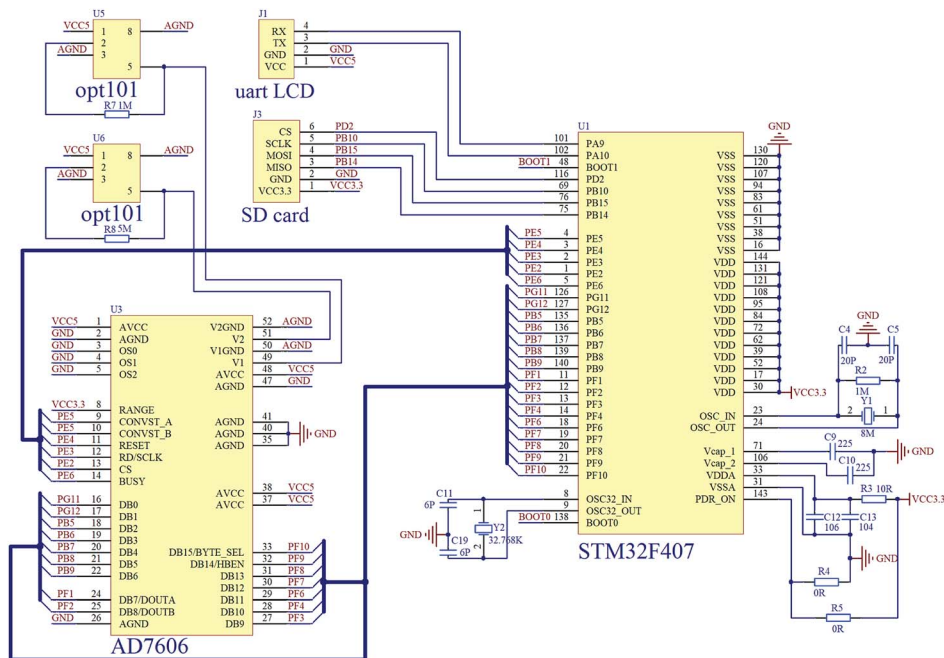 U5
VCC5 1 8 AGND
2
AGND 3
5
opt101
R7 1M
U6
VCC5 1 8 AGND
2
AGND 3
5
opt101
R8 5M
J1
RX 4
TX 3
GND 2 GND
VCC 1 VCC5
uart LCD
J3
CS 6 PD2
SCLK 5 PB10
MOSI 4 PB15
MISO 3 PB14
GND 2 GND
VCC3.3 1 VCC3.3
SD card
U3
VCC5 1 AVCC V2GND 52 AGND
GND 2 AGND V2 51
GND 3 OS0 V1GND 50 AGND
GND 4 OS1 V1 49
GND 5 OS2 AVCC 48 VCC5
AGND 47 GND
VCC3.3 8 RANGE
PE5 9 CONVST_A AGND 41
PE5 10 CONVST_B AGND 40 GND
PE4 11 RESET AGND 35
PE3 12 RD/SCLK
PE2 13 CS
PE6 14 BUSY
AVCC 38 VCC5
AVCC 37 VCC5
PG11 16 DB0
PG12 17 DB1
PB5 18 DB2
PB6 19 DB3
PB7 20 DB4 DB15/BYTE_SEL 33 PF10
PB8 21 DB5 DB14/HBEN 32 PF9
PB9 22 DB6 DB13 31 PF8
DB12 30 PF7
PF1 24 DB7/DOUTA DB11 29 PF6
PF2 25 DB8/DOUTB DB10 28 PF4
GND 26 AGND DB9 27 PF3
AD7606
U1
101 PA9
102 PA10
BOOT1 48 BOOT1
116 PD2
69 PB10
76 PB15
75 PB14
PE5 4 PE5
PE4 3 PE4
PE3 2 PE3
PE2 1 PE2
PE6 5 PE6
PG11 126 PG11
PG12 127 PG12
PB5 135 PB5
PB6 136 PB6
PB7 137 PB7
PB8 139 PB8
PB9 140 PB9
PF1 11 PF1
PF2 12 PF2
PF3 13 PF3
PF4 14 PF4
PF6 18 PF6
PF7 19 PF7
PF8 20 PF8
PF9 21 PF9
PF10 22 PF10
8 OSC32_IN
9 OSC32_OUT
BOOT0 138 BOOT0
STM32F407
GND
VSS 130
VSS 120
VSS 107
VSS 94
VSS 83
VSS 61
VSS 51
VSS 38
VSS 16
VDD 144
VDD 131
VDD 121
VDD 108
VDD 95
VDD 84
VDD 72
VDD 62
VDD 39
VDD 52
VDD 17
VDD 30 VCC3.3
OSC_IN 23
OSC_OUT 24
Vcap_1 71
Vcap_2 106
VDDA 33
VSSA 31
PDR_ON 143
GND
C4 C5
20P 20P
R2
1M
Y1
2 1
8M
C9
225 GND
C10
225
R3 10R VCC3.3
C12 C13
106 104
GND
R4
0R
R5
0R
C11
6P
GND
1
Y2
2 32.768K
C19
6P